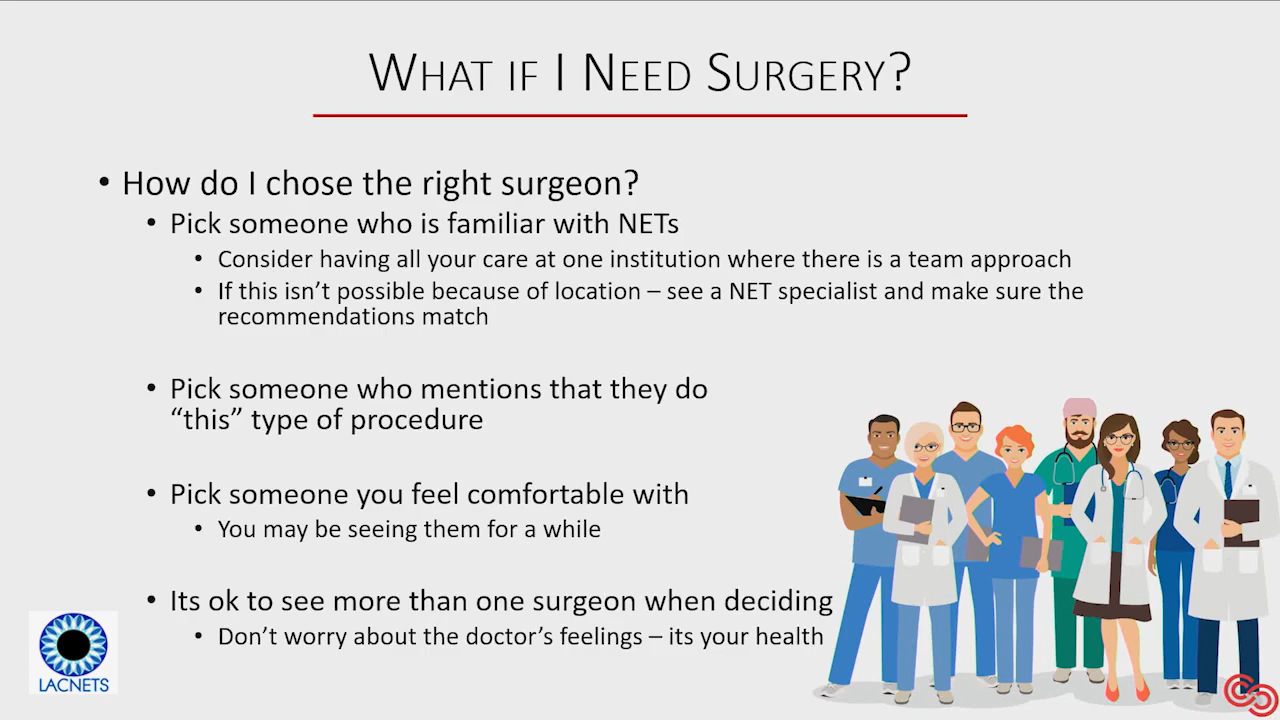 WHAT IF I NEED SURGERY?
• How do I chose the right surgeon?
• Pick someone who is familiar with NETs
• Consider having all your care at one institution where there is a team approach
• If this isn’t possible because of location – see a NET specialist and make sure the
recommendations match
• Pick someone who mentions that they do
“this” type of procedure
• Pick someone you feel comfortable with
• You may be seeing them for a while
• Its ok to see more than one surgeon when deciding
• Don’t worry about the doctor’s feelings – its your health
LACNETS